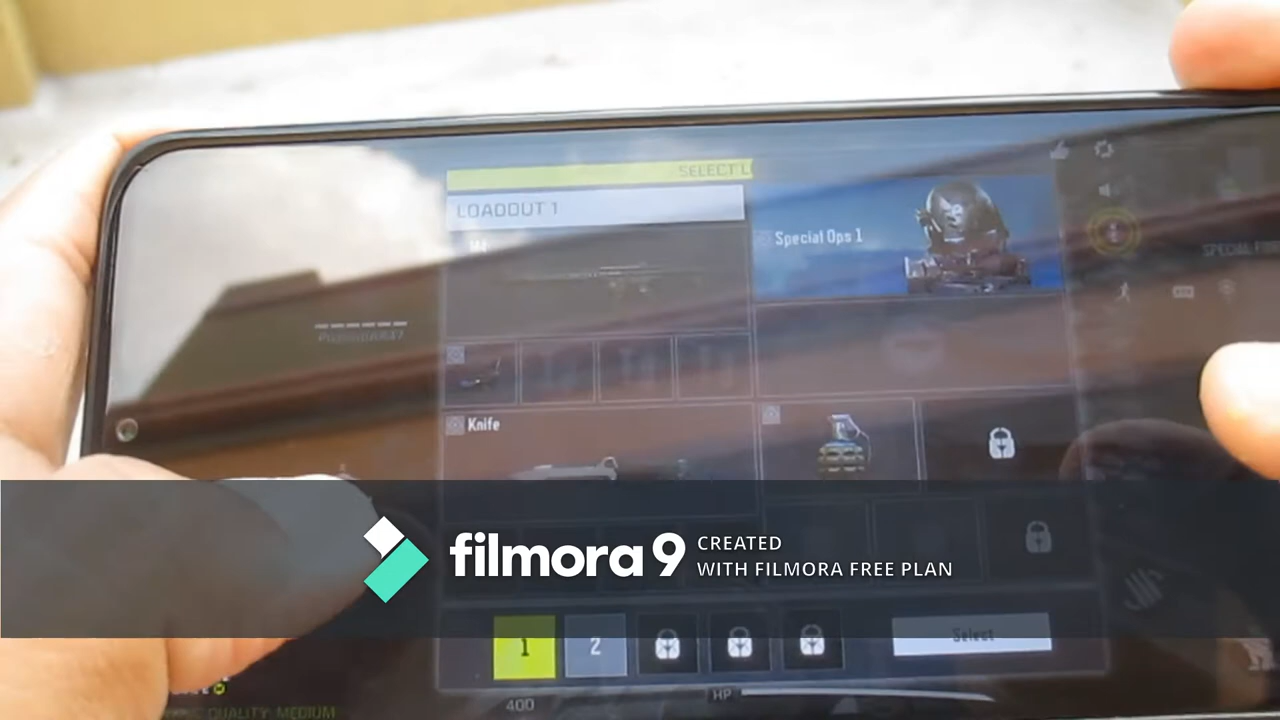 SELECT L
LOADOUT 1
M4
Special Ops 1
Knife
filmora 9
CREATED
WITH FILMORA FREE PLAN
1
2
Select
HP
400
QUALITY: MEDIUM